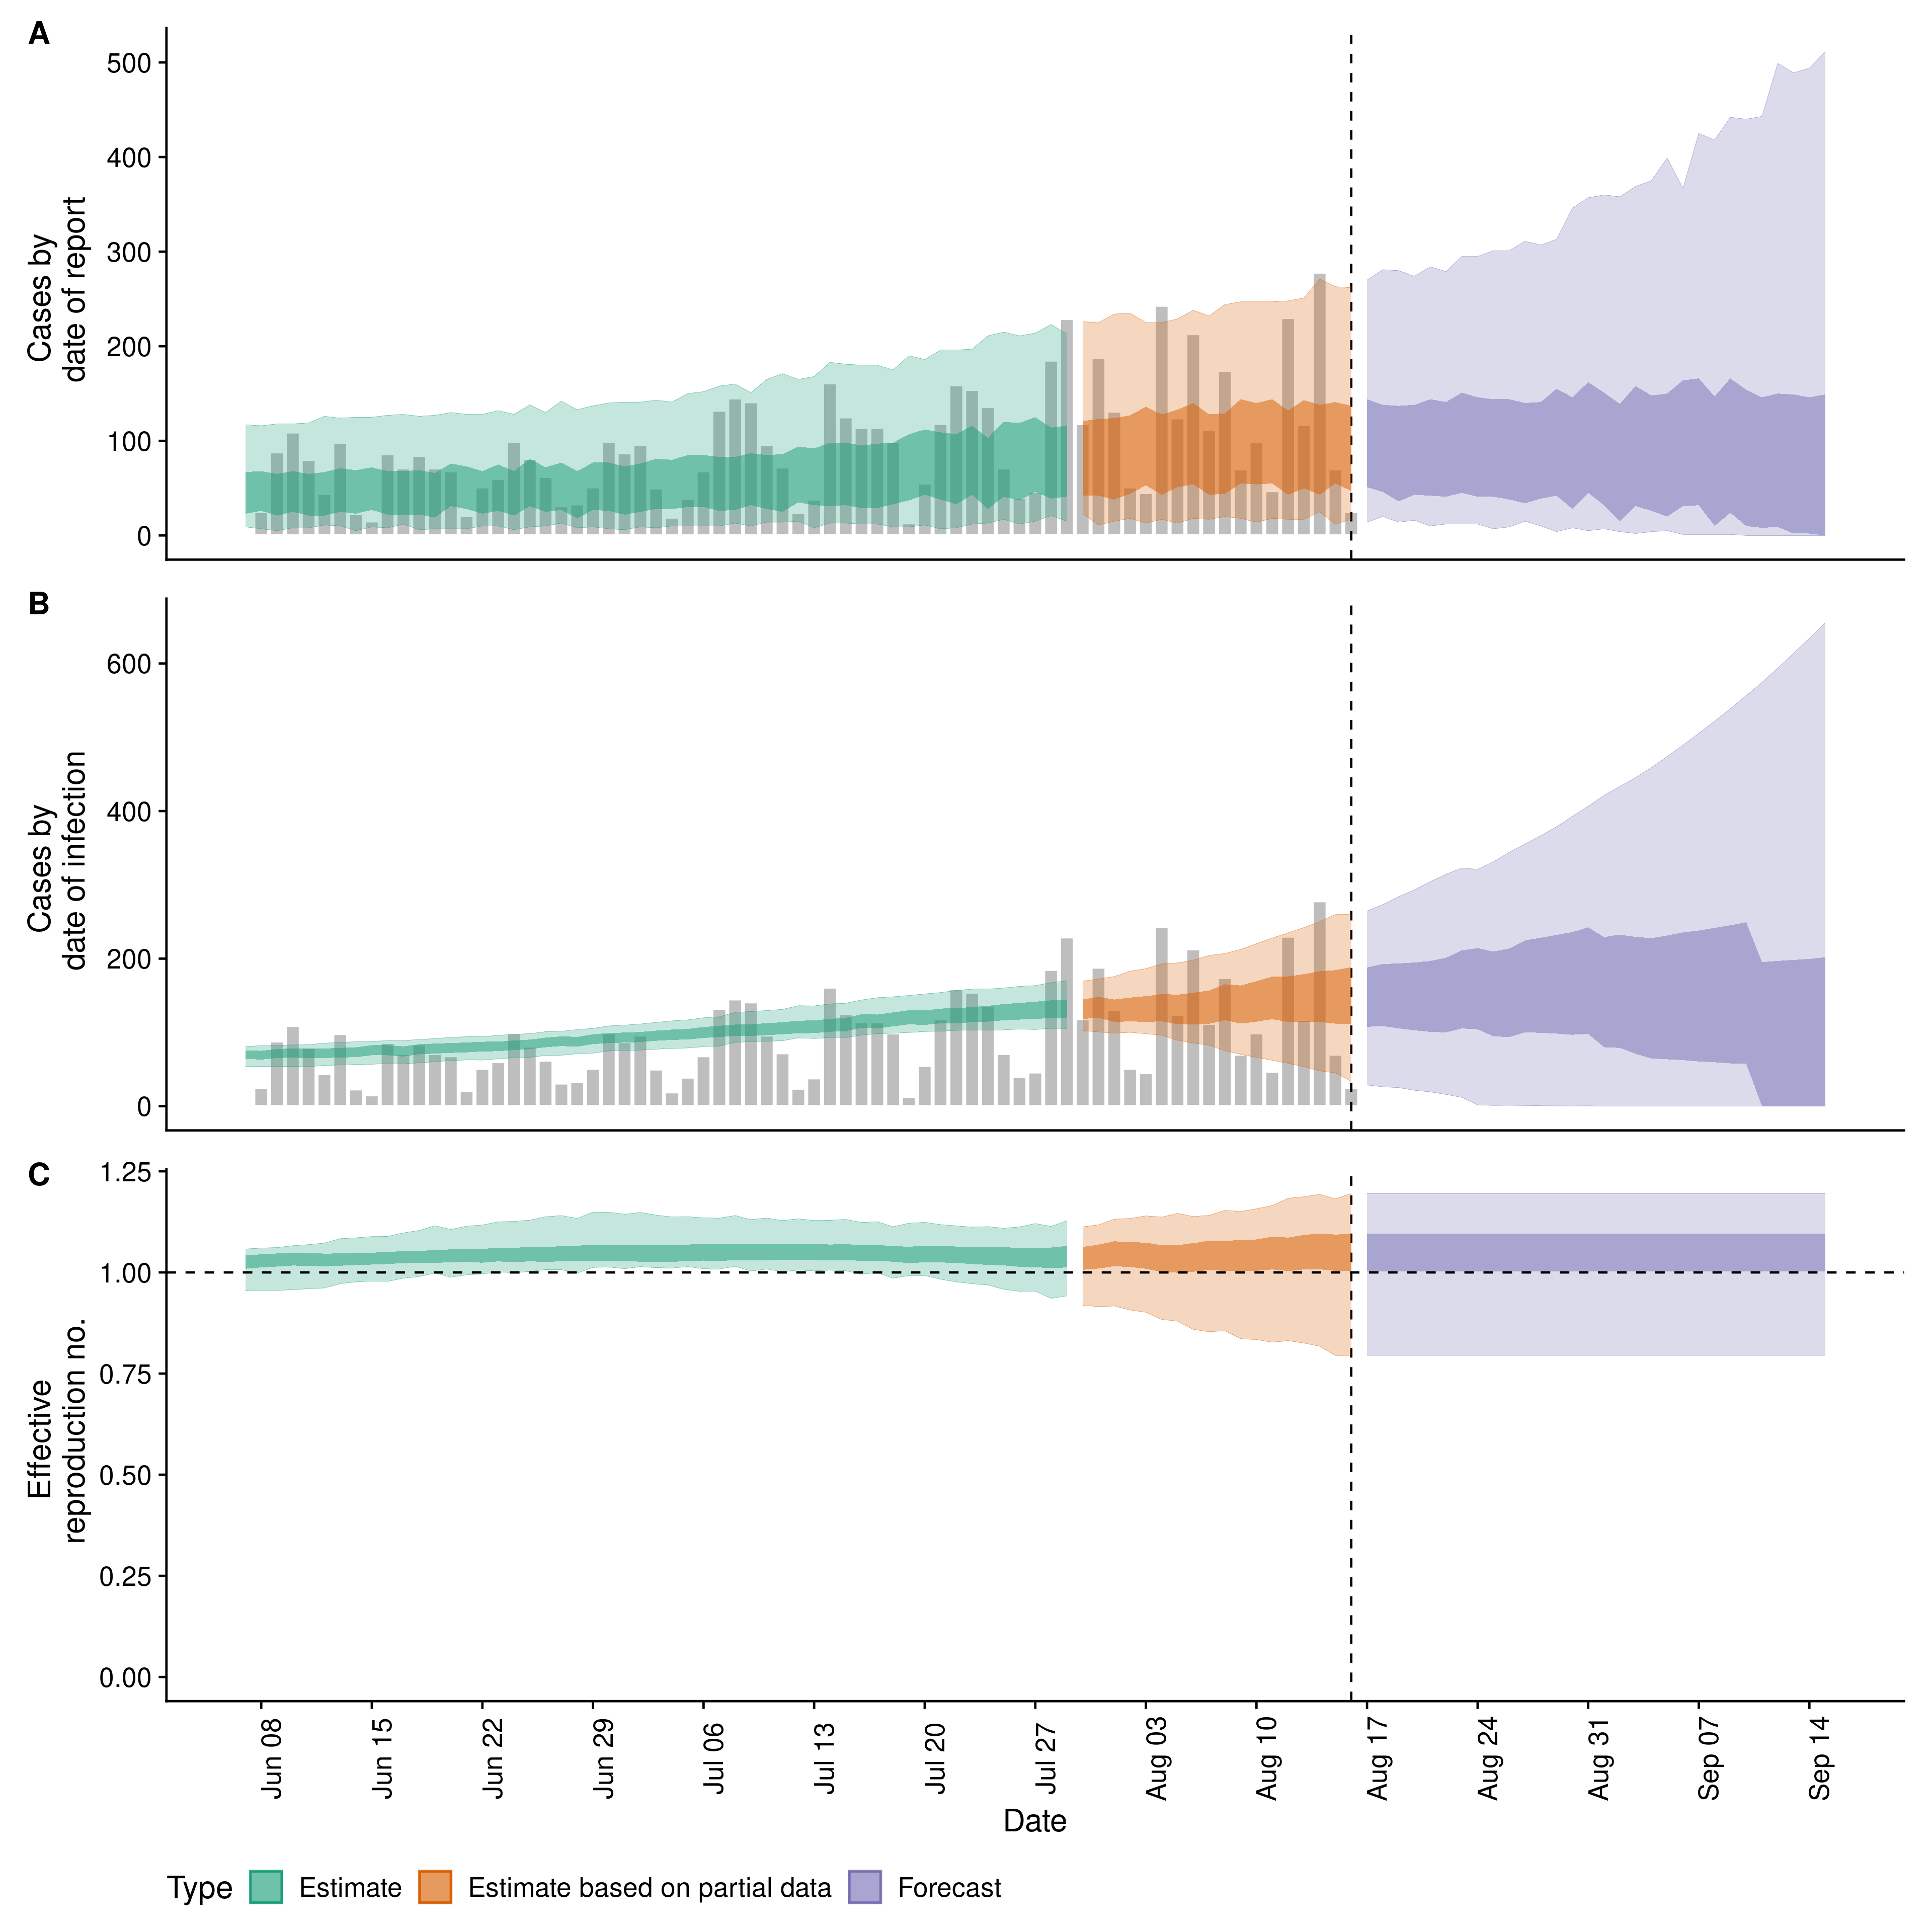 A
500
400
300
200
100
0
Cases by
date of report
B
600
400
200
0
Cases by
date of infection
C
1.25
1.00
0.75
0.50
0.25
0.00
Effective
reproduction no.
Jun 08
Jun 15
Jun 22
Jun 29
Jul 06
Jul 13
Jul 20
Jul 27
Aug 03
Aug 10
Aug 17
Aug 24
Aug 31
Sep 07
Sep 14
Date
Type Estimate Estimate based on partial data Forecast